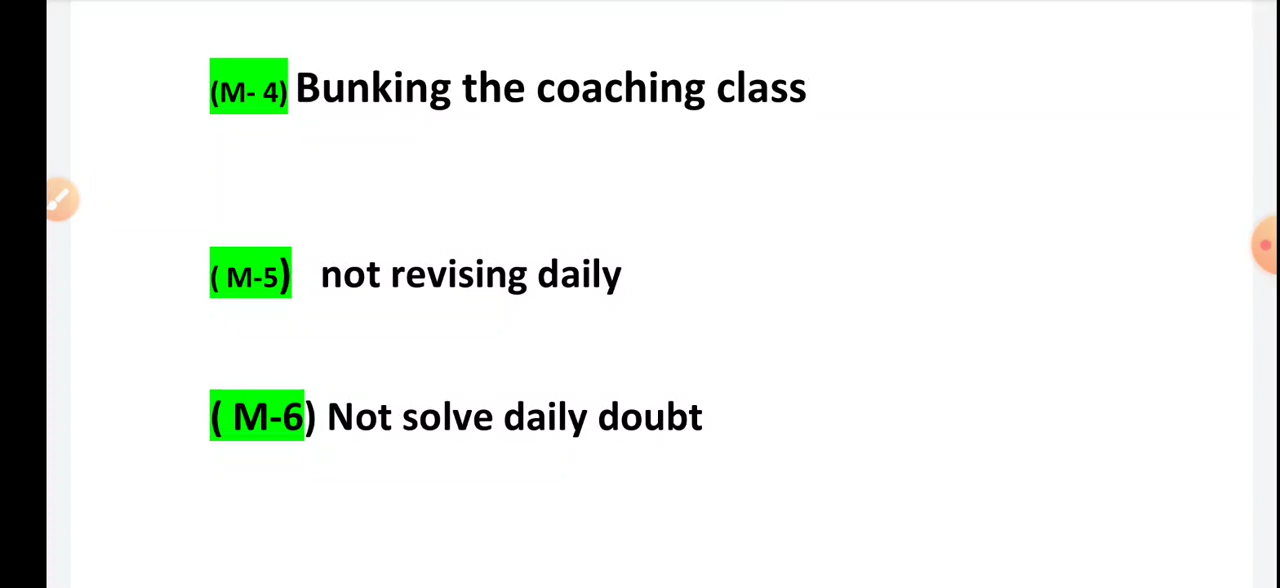 (M- 4) Bunking the coaching class
( M-5) not revising daily
( M-6) Not solve daily doubt